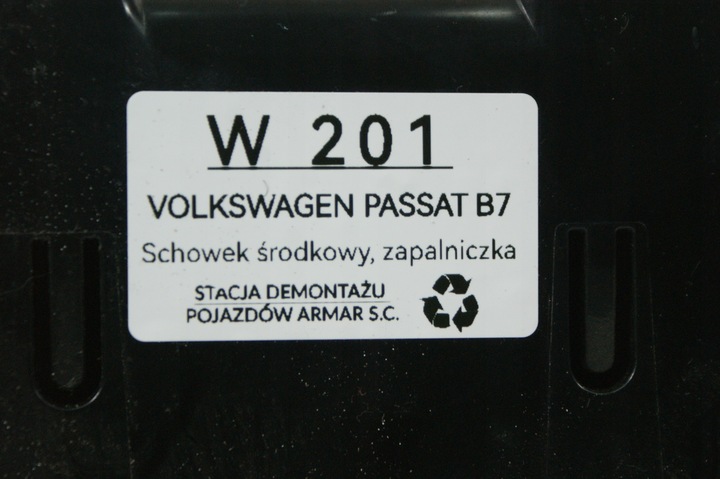 W 201
VOLKSWAGEN PASSAT B7
Schowek środkowy, zapalniczka
STACJA DEMONTAŻU
POJAZDÓW ARMAR S.C.